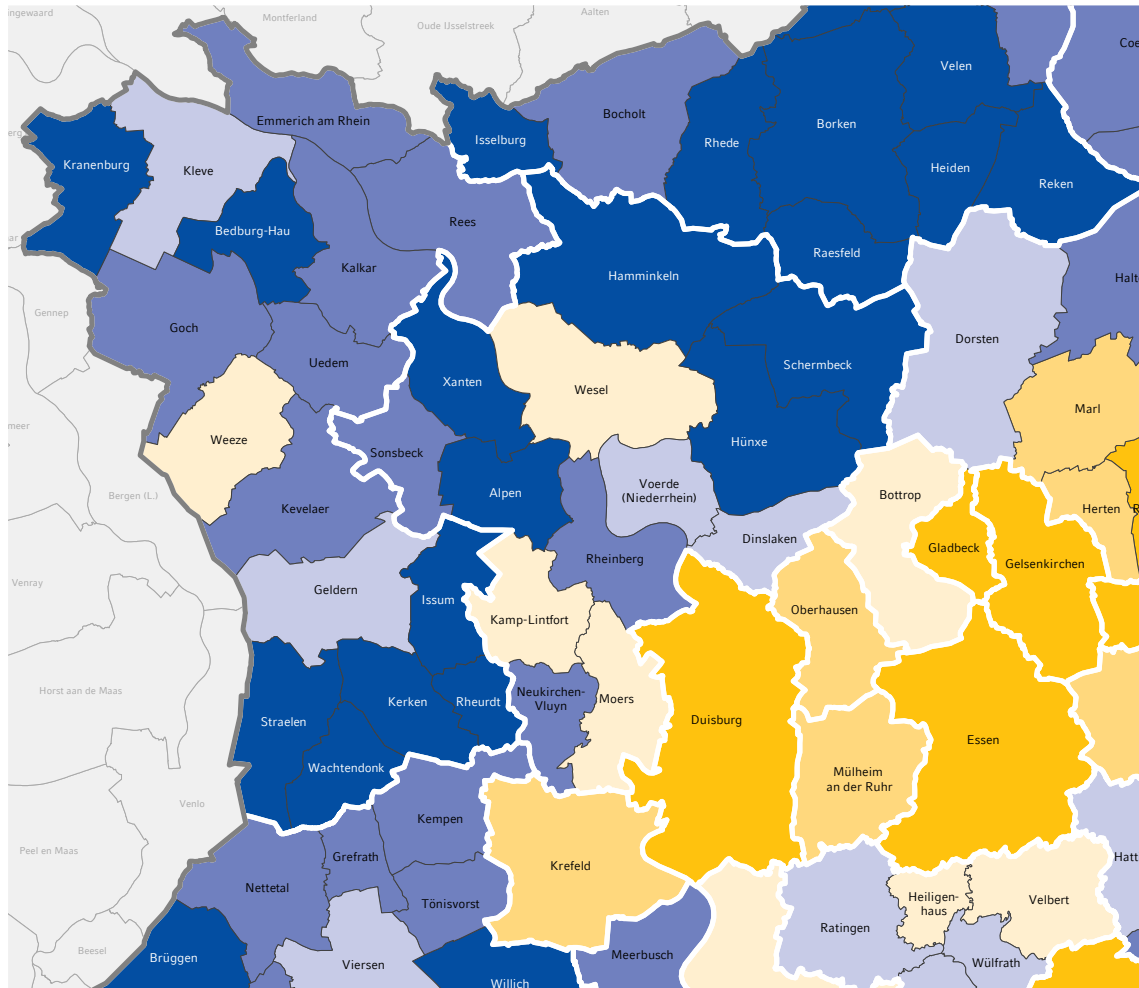 Montferland
Aalten
Oude IJsselstreek
Coe
Velen
Bocholt
Emmerich am Rhein
Borken
Isselburg
Rhede
Kranenburg
Kleve
Heiden
Reken
Rees
Bedburg-Hau
Raesfeld
Kalkar
Hamminkeln
Halt
Gennep
Goch
Dorsten
Uedem
Schermbeck
Xanten
Wesel
Marl
meer
Weeze
Hünxe
Sonsbeck
Voerde
(Niederrhein)
Alpen
Bergen (L.)
Bottrop
Kevelaer
Herten
R
Dinslaken
Gladbeck
Rheinberg
Gelsenkirchen
Venray
Geldern
Issum
Oberhausen
Kamp-Lintfort
Horst aan de Maas
Neukirchen-
Vluyn
Moers
Kerken
Rheurdt
Straelen
Duisburg
Essen
Wachtendonk
Mülheim
an der Ruhr
Venlo
Kempen
Peel en Maas
Grefrath
Hatt
Krefeld
Nettetal
Tönisvorst
Heiligen-
haus
Velbert
Ratingen
Beesel
Brüggen
Viersen
Meerbusch
Wülfrath
Willich